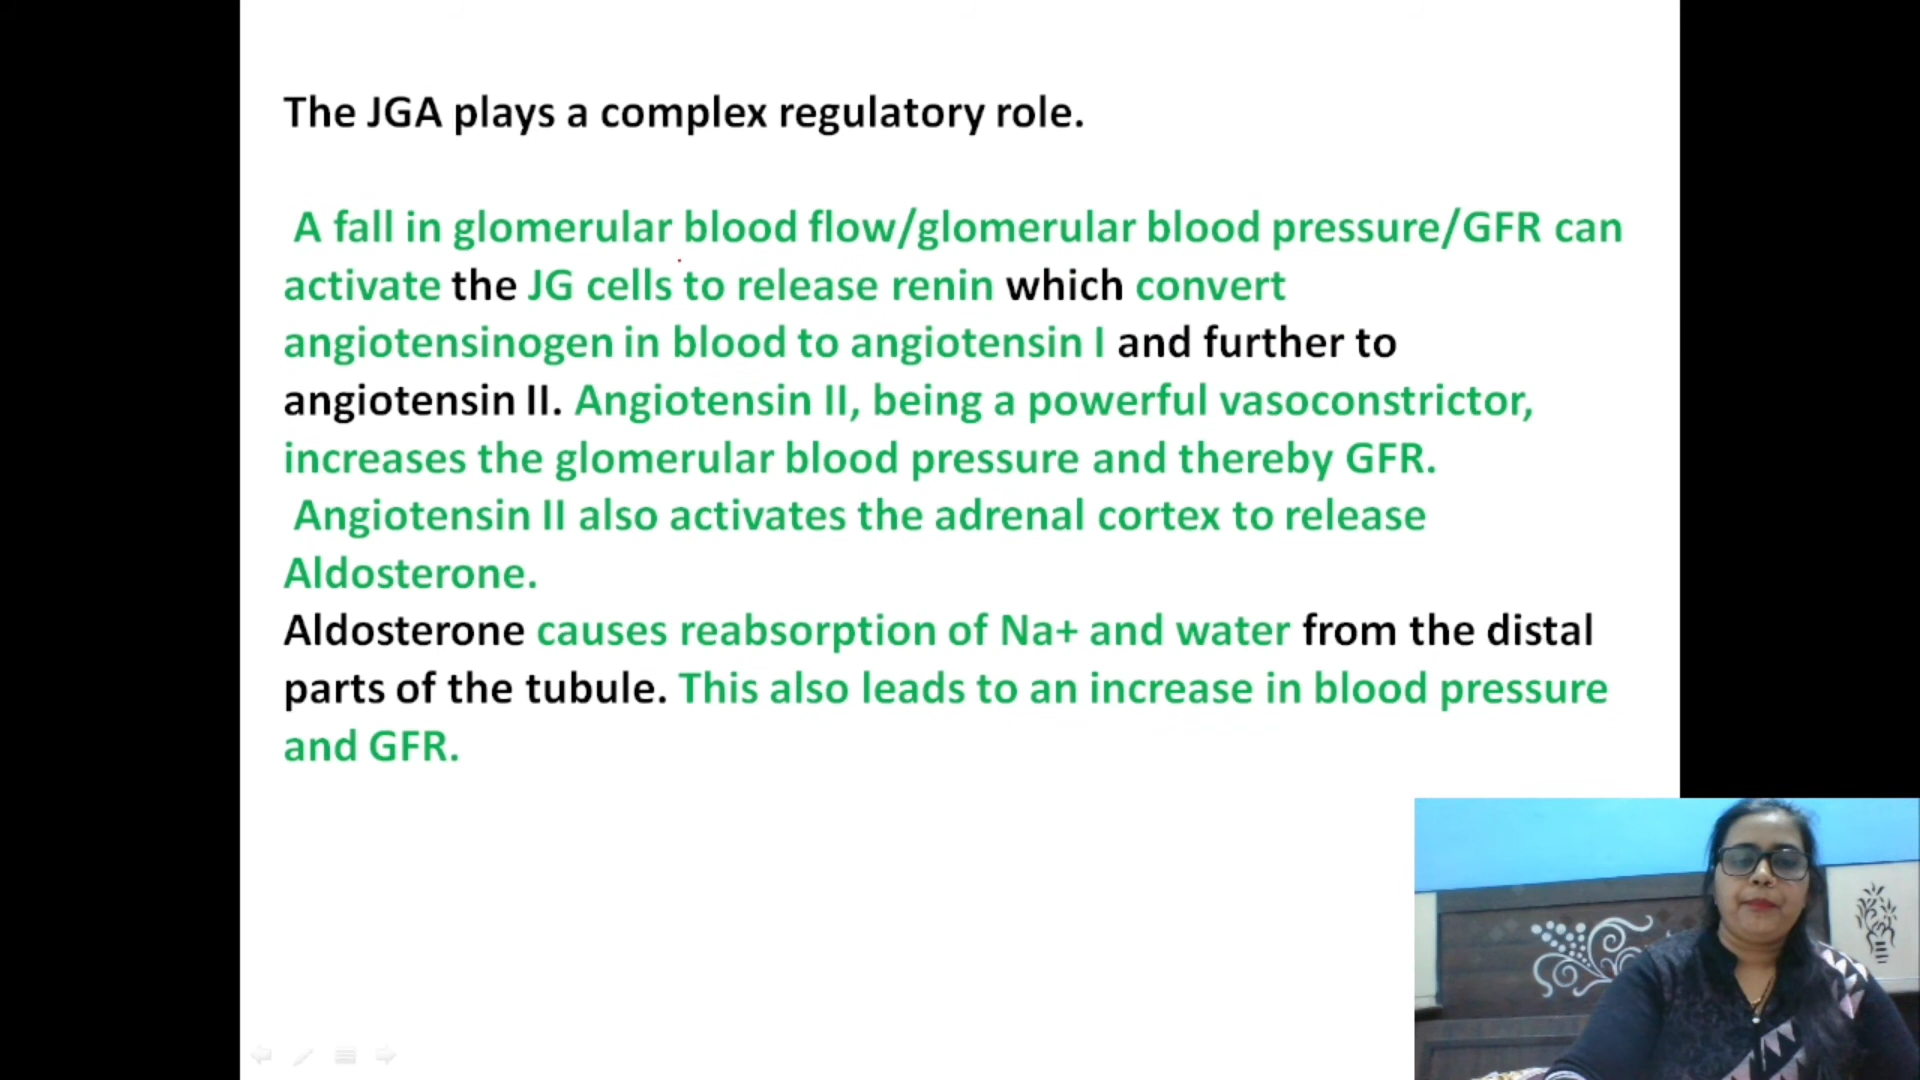 The JGA plays a complex regulatory role.
A fall in glomerular blood flow/glomerular blood pressure/GFR can
activate the JG cells to release renin which convert
angiotensinogen in blood to angiotensin I and further to
angiotensin II. Angiotensin II, being a powerful vasoconstrictor,
increases the glomerular blood pressure and thereby GFR.
Angiotensin II also activates the adrenal cortex to release
Aldosterone.
Aldosterone causes reabsorption of Na+ and water from the distal
parts of the tubule. This also leads to an increase in blood pressure
and GFR.